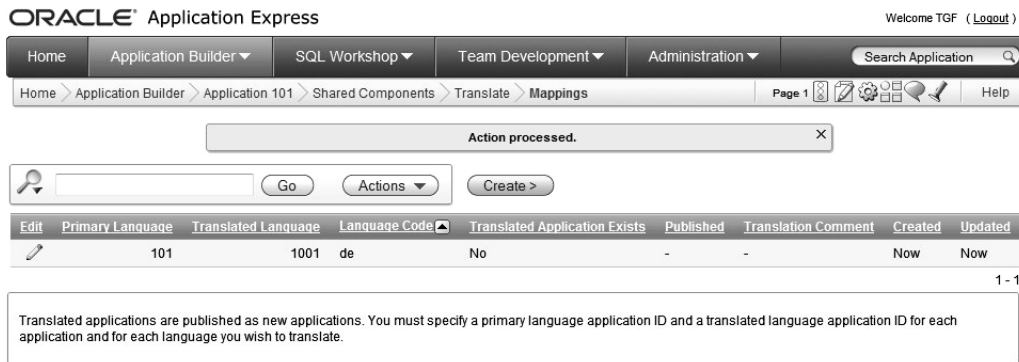 ORACLE Application Express
Welcome TGF ( Logout )
Home Application Builder SQL Workshop Team Development Administration Search Application
Home Application Builder Application 101 Shared Components Translate Mappings Page 1 Help
Action processed. ×
Go Actions Create >
Edit Primary Language Translated Language Language Code Translated Application Exists Published Translation Comment Created Updated
101 1001 de No - - Now Now
1 - 1
Translated applications are published as new applications. You must specify a primary language application ID and a translated language application ID for each
application and for each language you wish to translate.